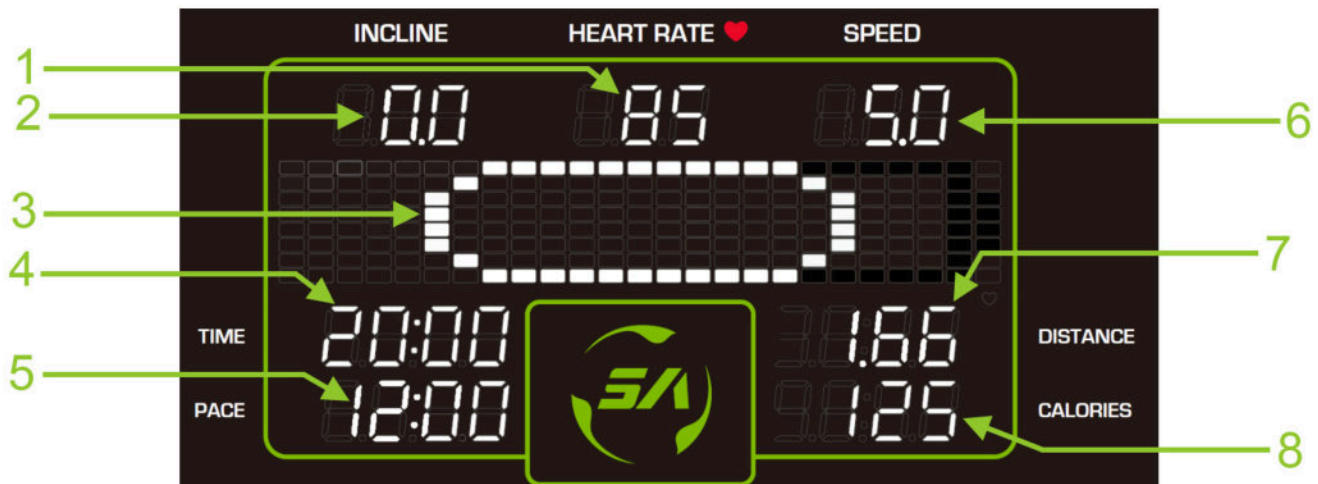 INCLINE HEART RATE SPEED
1
2 0.0 85 5.0 6
3
4 7
TIME 20:00 1.66 DISTANCE
5
PACE 12:00 SA 125 CALORIES
8